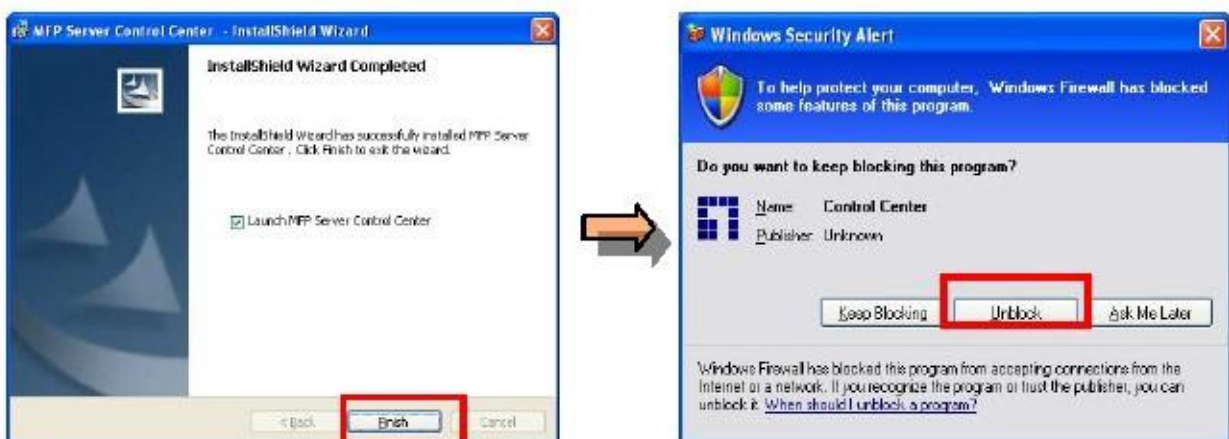 MFP Server Control Center - InstallShield Wizard
InstallShield Wizard Completed
The InstallShield Wizard has successfully installed MFP Server
Control Center . Click Finish to exit the wizard.
Launch MFP Server Control Center
< Back
Finish
Cancel
Windows Security Alert
To help protect your computer, Windows Firewall has blocked
some features of this program.
Do you want to keep blocking this program?
Name: Control Center
Publisher: Unknown
Keep Blocking
Unblock
Ask Me Later
Windows Firewall has blocked this program from accepting connections from the
Internet or a network. If you recognize the program or trust the publisher, you can
unblock it. When should I unblock a program?